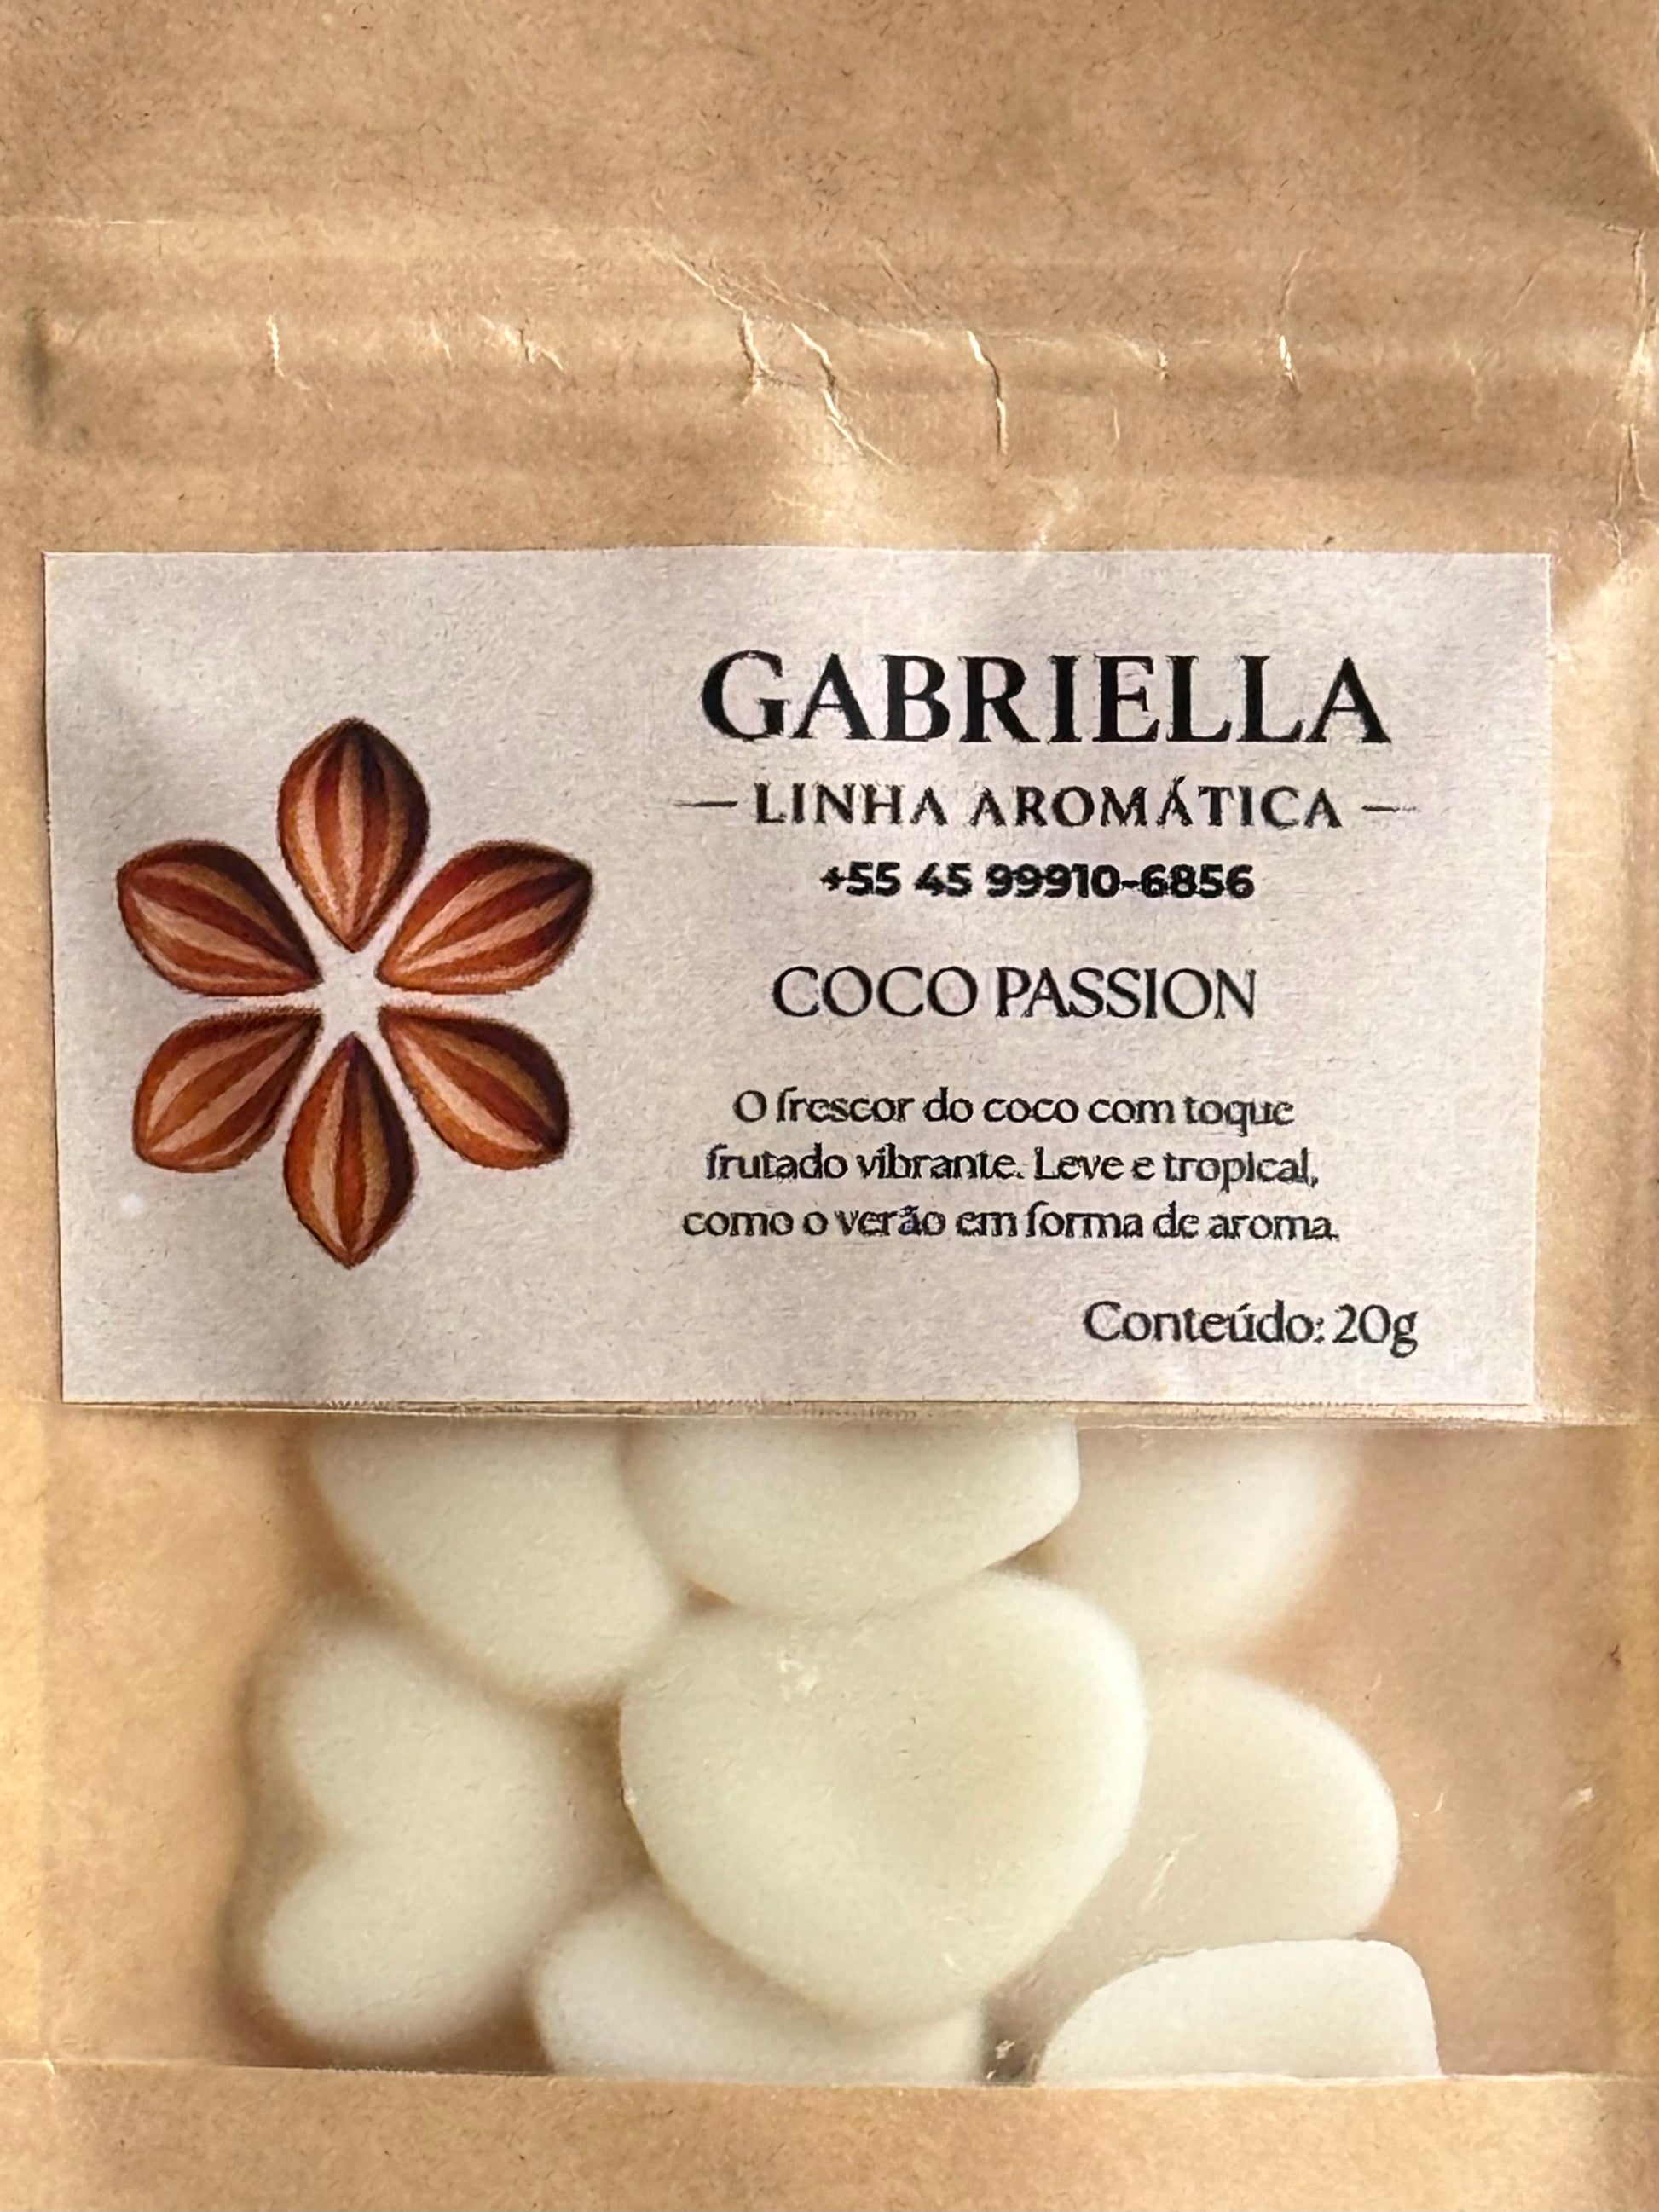 GABRIELLA
— LINHA AROMÁTICA —
+55 45 99910-6856
COCO PASSION
O frescor do coco com toque
frutado vibrante. Leve e tropical,
como o verão em forma de aroma.
Conteúdo: 20g